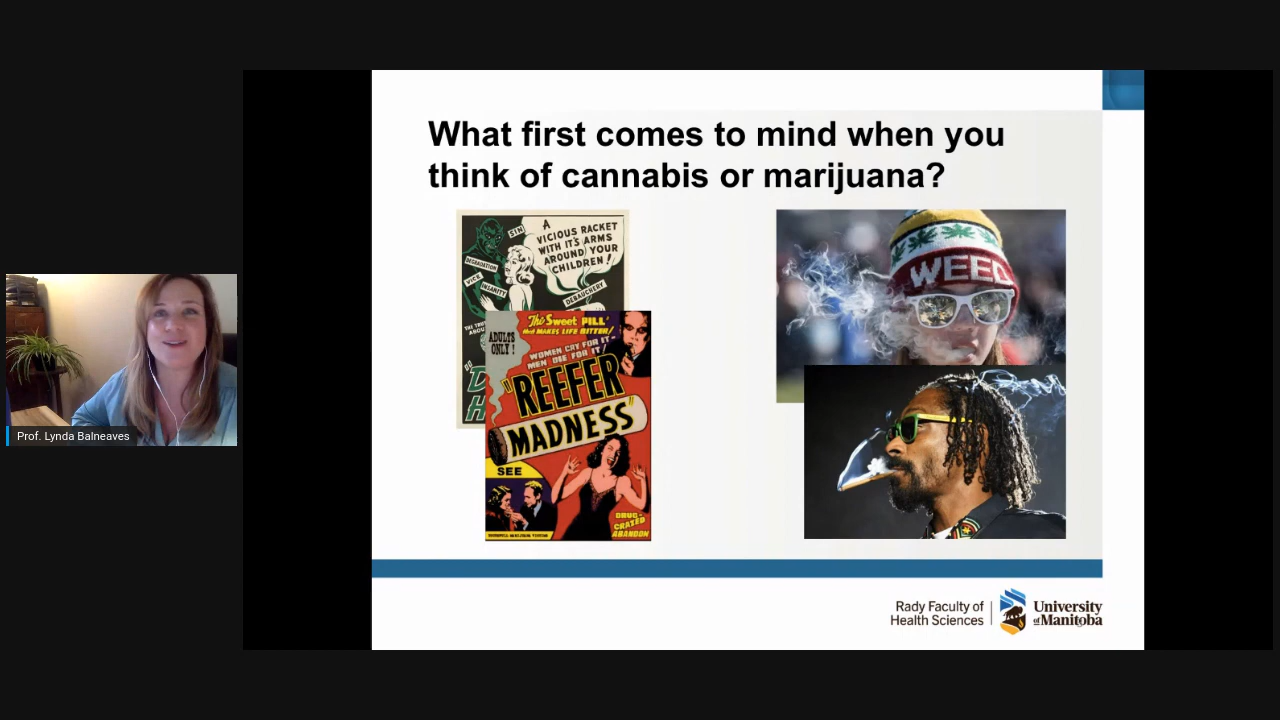 What first comes to mind when you
think of cannabis or marijuana?
SIN
A
VICIOUS RACKET
WITH IT'S ARMS
AROUND YOUR
CHILDREN!
DEGRADATION
VICE
INSANITY
DEBAUCHERY
ADULTS
ONLY!
The Sweet "PILL"
that MAKES LIFE BITTER!
WOMEN CRY FOR IT-
MEN DIE FOR IT!
"REEFER
MADNESS"
SEE
DRUG-
CRAZED
ABANDON
WEED
Prof. Lynda Balneaves
Rady Faculty of
Health Sciences
University
of Manitoba